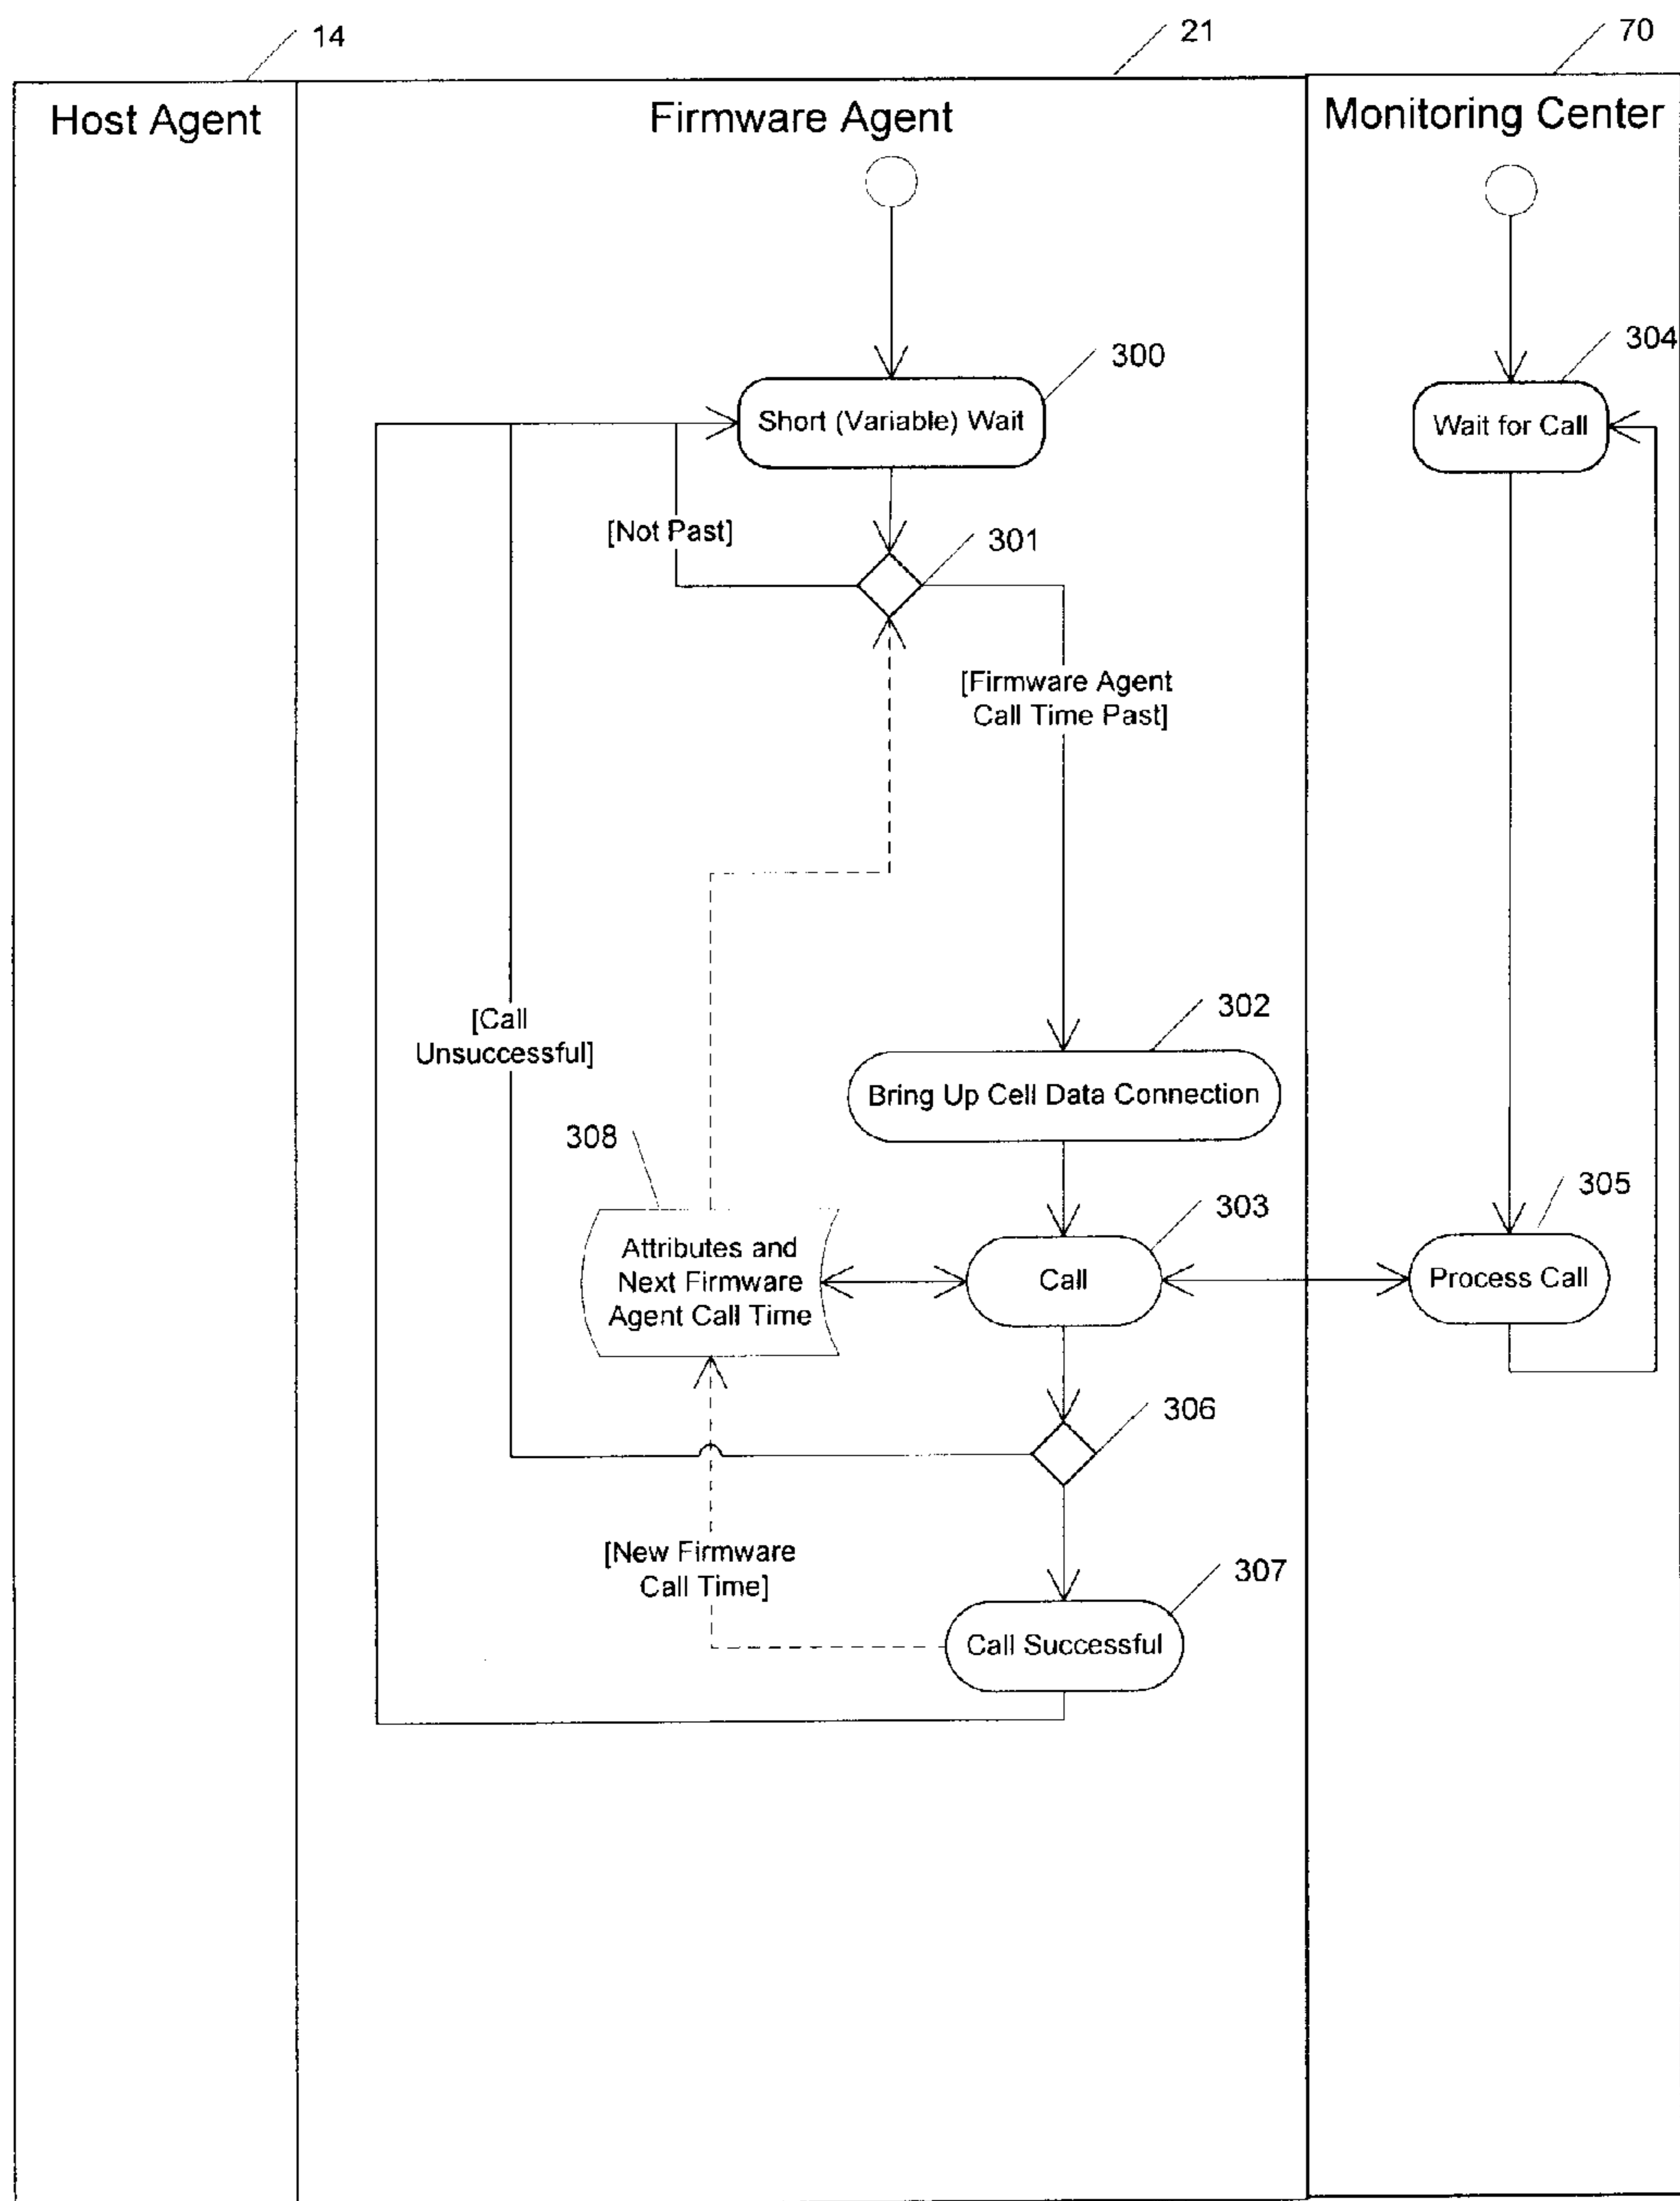 14
21
70
Host Agent
Firmware Agent
Monitoring Center
300
304
Short (Variable) Wait
Wait for Call
[Not Past]
301
[Firmware Agent
Call Time Past]
302
[Call
Unsuccessful]
Bring Up Cell Data Connection
308
303
305
Attributes and
Next Firmware
Agent Call Time
Call
Process Call
306
[New Firmware
Call Time]
307
Call Successful